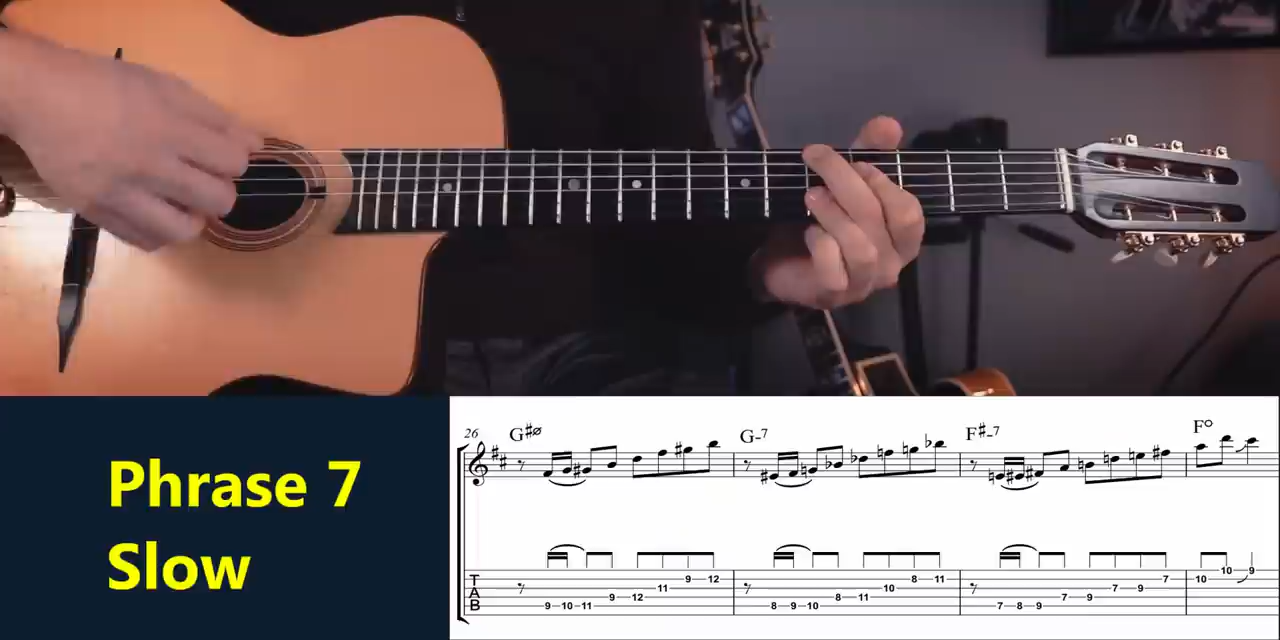 Phrase 7
Slow
26 G#ø G-7 F#-7 F°
T
A
B
9 12 10 9
11 10 8 11 7 10
9 12 8 11 7 9 7 9
9 10 11 8 9 10 7 8 9